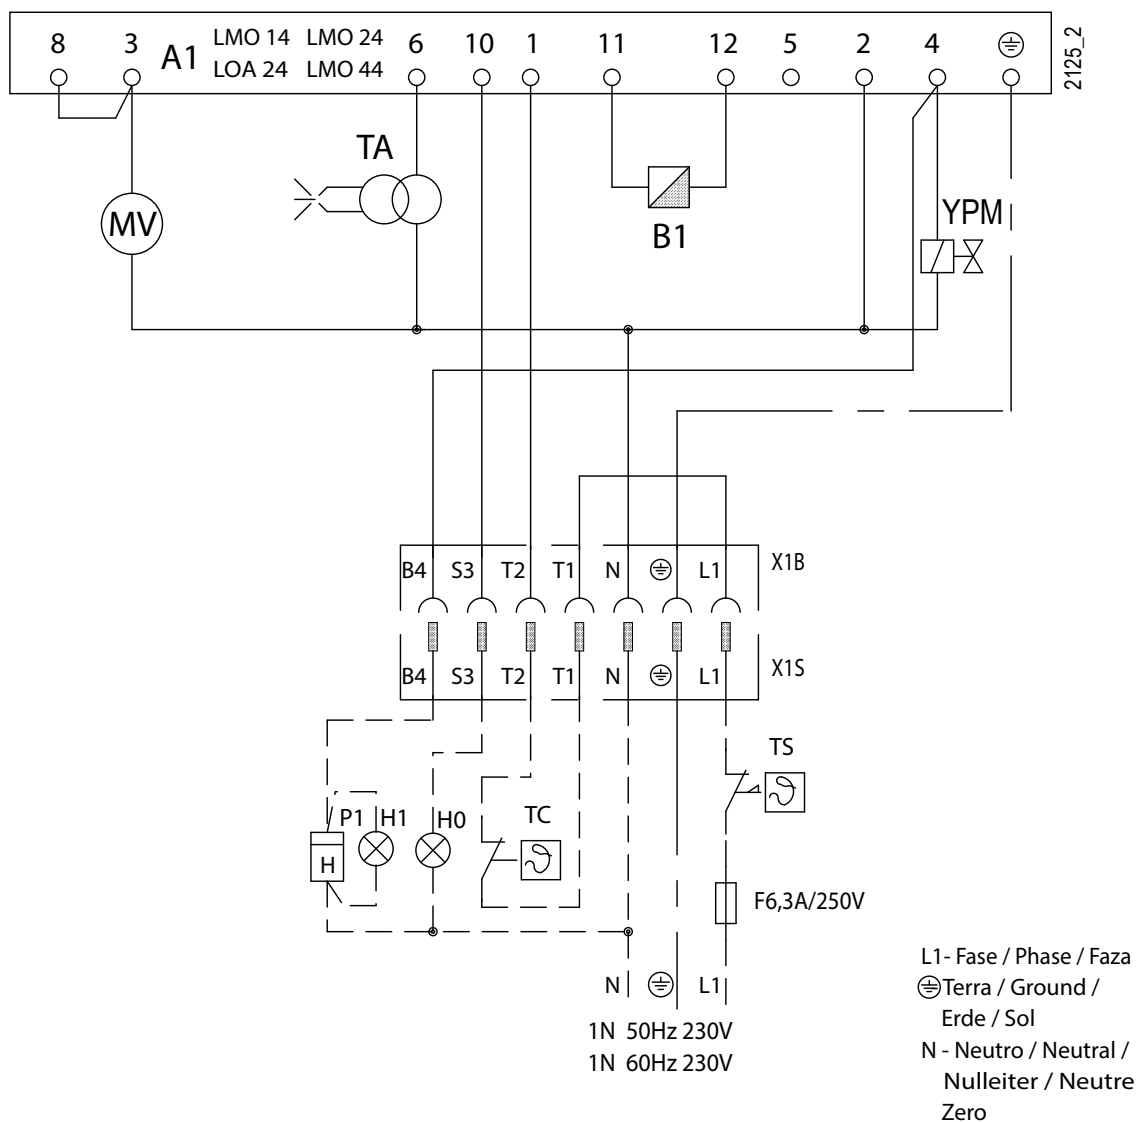 8 3 A1 LMO 14 LMO 24 6 10 1 11 12 5 2 4
LOA 24 LMO 44
2125_2
TA
MV
B1
YPM
B4 S3 T2 T1 N L1 X1B
B4 S3 T2 T1 N L1 X1S
TS
P1 H1 H0 TC
H
F6,3A/250V
N L1
1N 50Hz 230V
1N 60Hz 230V
L1- Fase / Phase / Faza
Terra / Ground /
Erde / Sol
N - Neutro / Neutral /
Nulleiter / Neutre
Zero